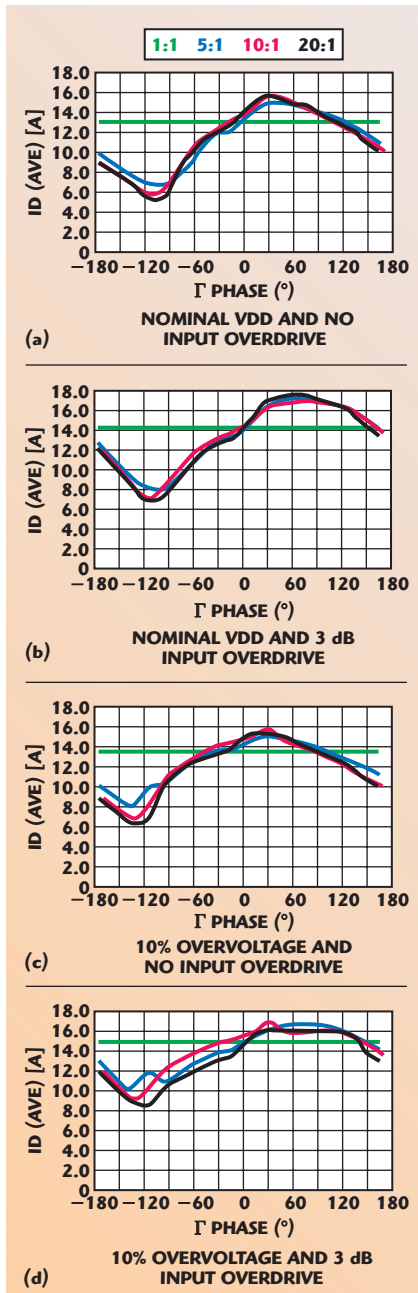 1:1 5:1 10:1 20:1
18.0
16.0
14.0
12.0
10.0
8.0
6.0
4.0
2.0
0
ID (AVE) [A]
−180 −120 −60 0 60 120 180
Γ PHASE (°)
(a) NOMINAL VDD AND NO
INPUT OVERDRIVE
18.0
16.0
14.0
12.0
10.0
8.0
6.0
4.0
2.0
0
ID (AVE) [A]
−180 −120 −60 0 60 120 180
Γ PHASE (°)
(b) NOMINAL VDD AND 3 dB
INPUT OVERDRIVE
18.0
16.0
14.0
12.0
10.0
8.0
6.0
4.0
2.0
0
ID (AVE) [A]
−180 −120 −60 0 60 120 180
Γ PHASE (°)
10% OVERVOLTAGE AND
(c) NO INPUT OVERDRIVE
18.0
16.0
14.0
12.0
10.0
8.0
6.0
4.0
2.0
0
ID (AVE) [A]
−180 −120 −60 0 60 120 180
Γ PHASE (°)
10% OVERVOLTAGE AND 3 dB
(d) INPUT OVERDRIVE